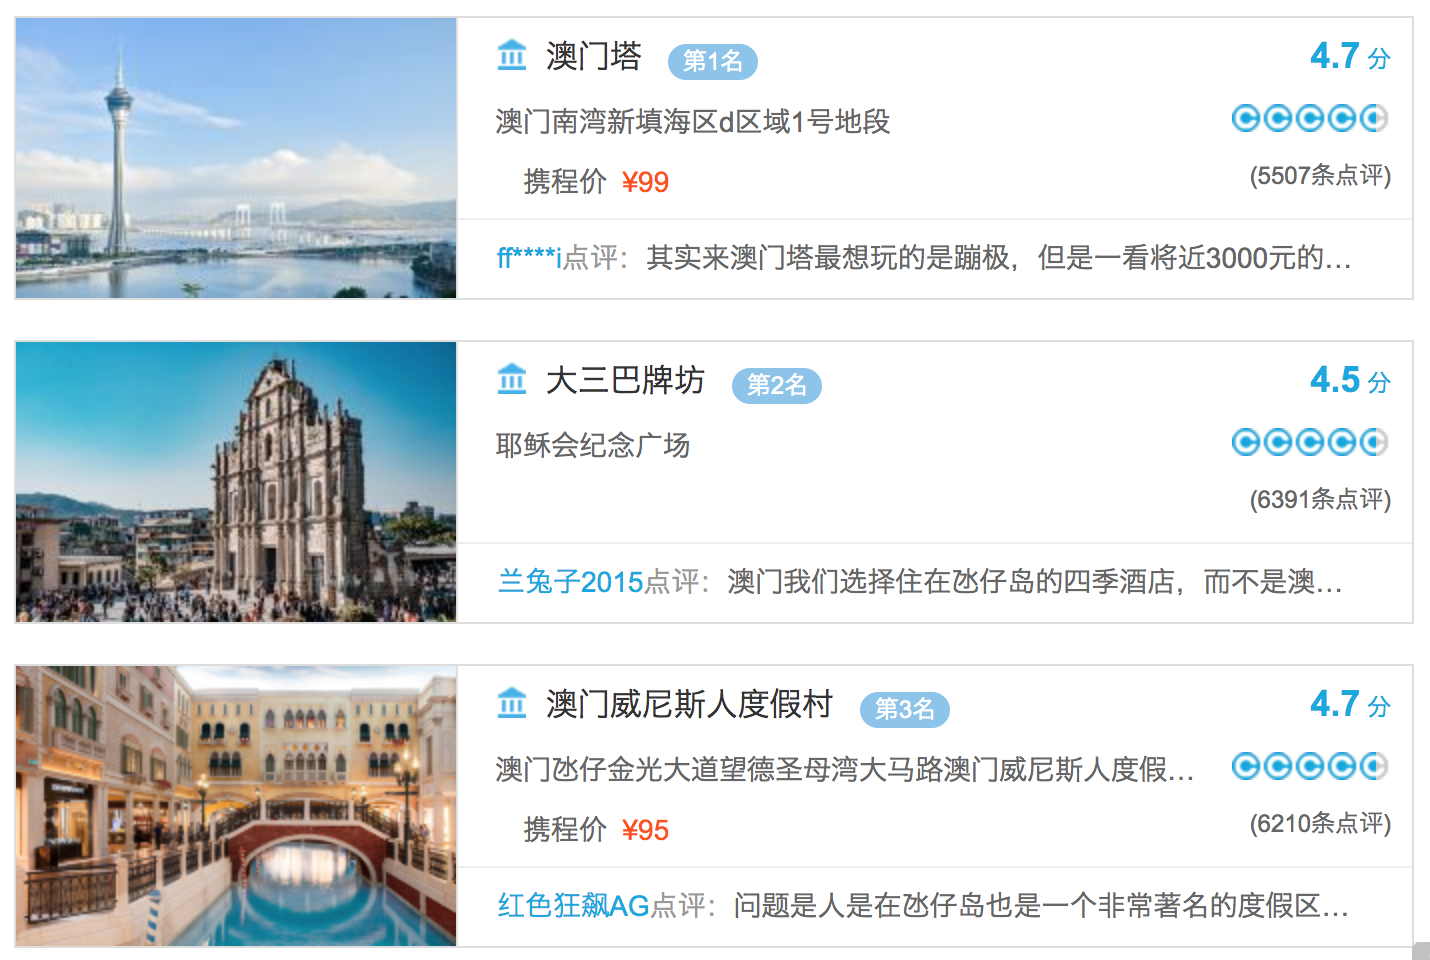 澳门塔 第1名 4.7 分
澳门南湾新填海区d区域1号地段
携程价 ¥99 (5507条点评)
ff****i点评：其实来澳门塔最想玩的是蹦极，但是一看将近3000元的...
大三巴牌坊 第2名 4.5 分
耶稣会纪念广场
(6391条点评)
兰兔子2015点评：澳门我们选择住在氹仔岛的四季酒店，而不是澳...
澳门威尼斯人度假村 第3名 4.7 分
澳门氹仔金光大道望德圣母湾大马路澳门威尼斯人度假...
携程价 ¥95 (6210条点评)
红色狂飙AG点评：问题是人是在氹仔岛也是一个非常著名的度假区...